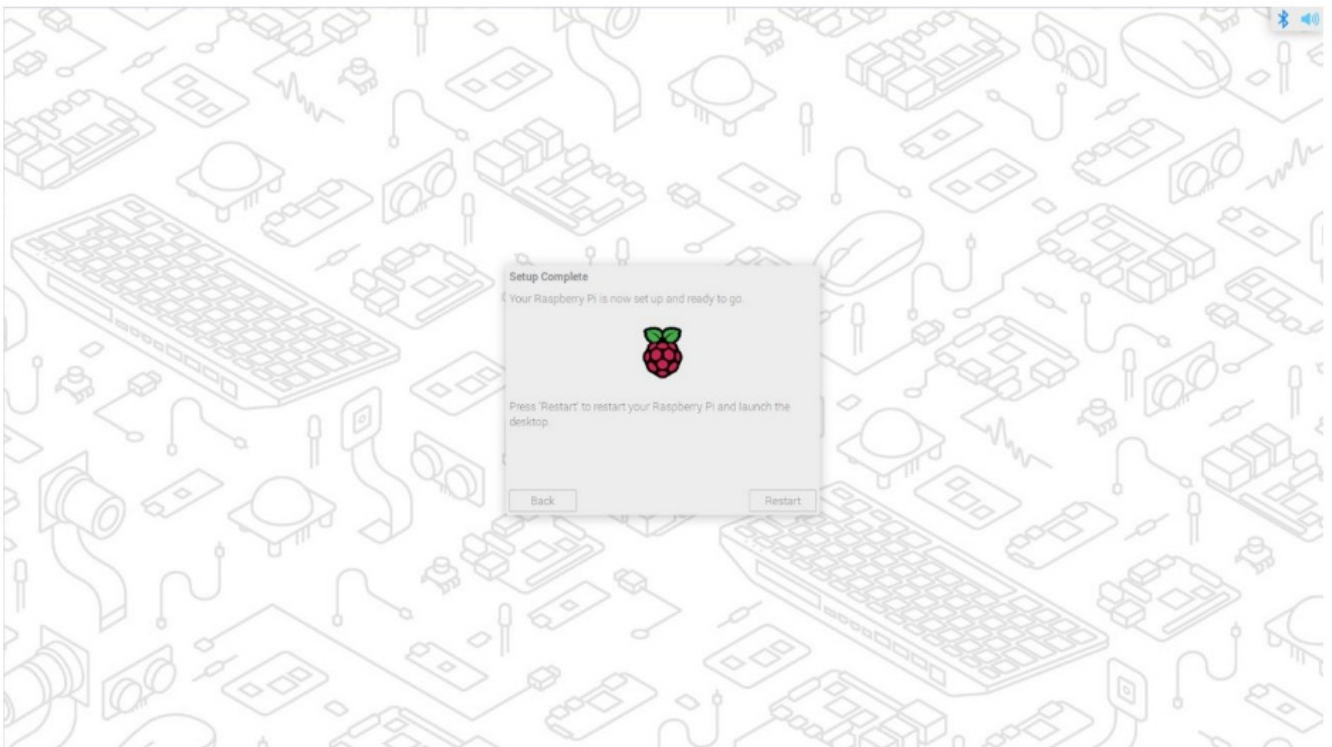 Setup Complete
Your Raspberry Pi is now set up and ready to go.
Press 'Restart' to restart your Raspberry Pi and launch the
desktop.
Back
Restart